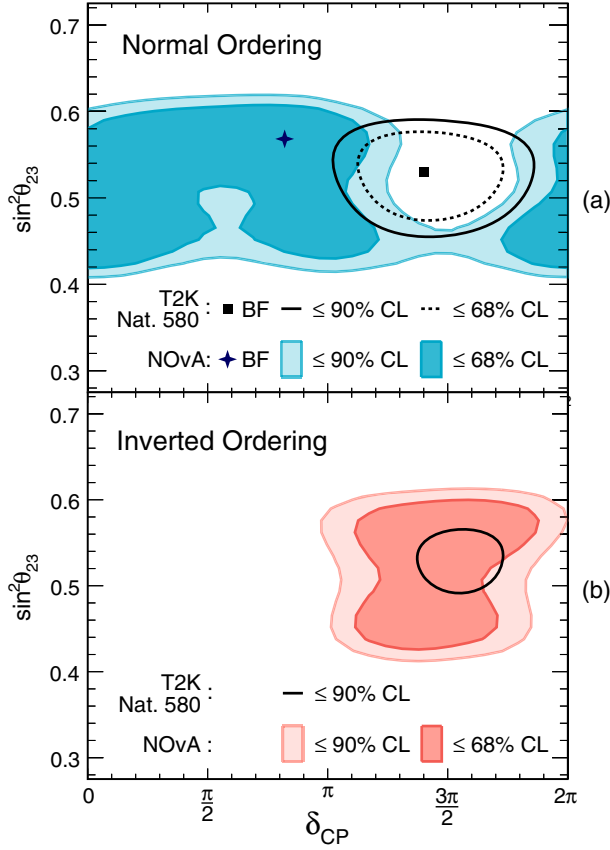 0.7
0.6
0.5
0.4
0.3
sin²θ₂₃
Normal Ordering
(a)
T2K Nat. 580 : BF ≤ 90% CL ≤ 68% CL
NOvA: BF ≤ 90% CL ≤ 68% CL
0.7
0.6
0.5
0.4
0.3
sin²θ₂₃
Inverted Ordering
(b)
T2K Nat. 580 : ≤ 90% CL
NOvA : ≤ 90% CL ≤ 68% CL
0 π/2 π 3π/2 2π
δCP